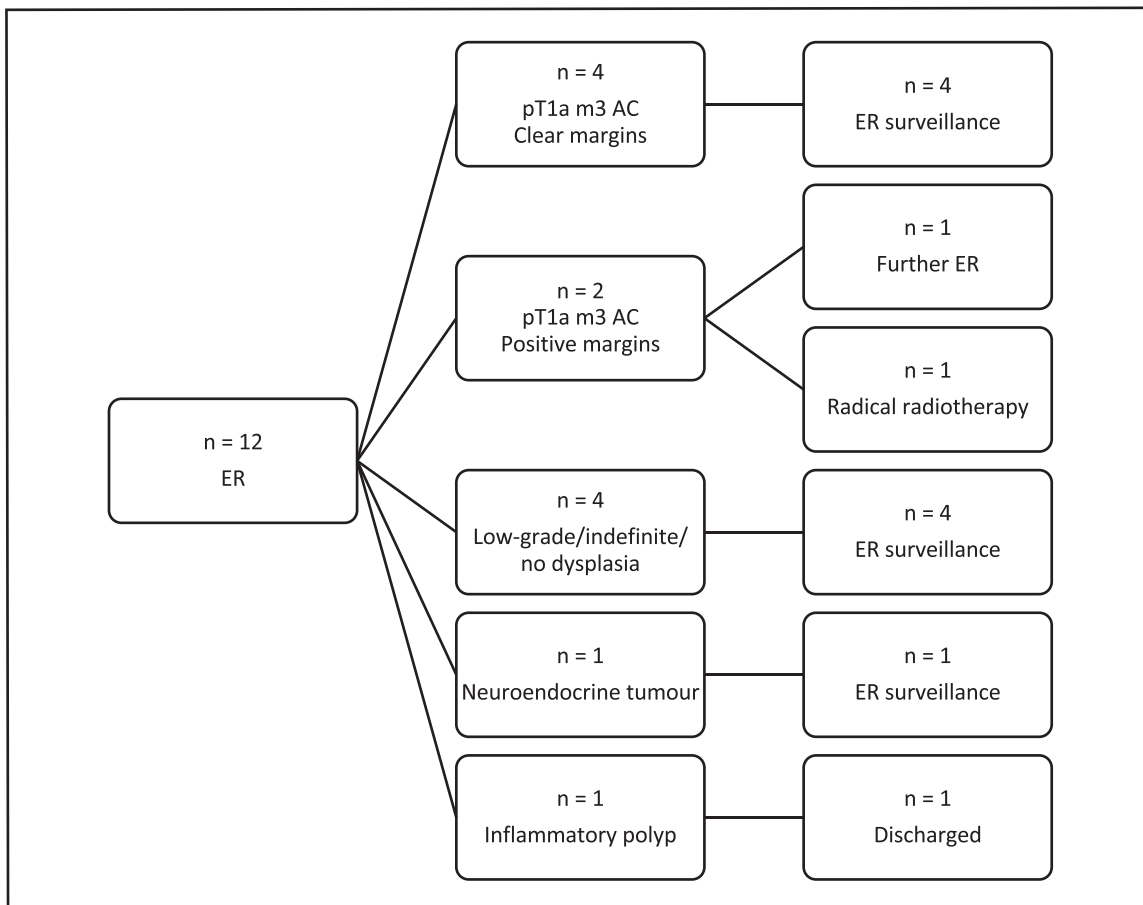 n = 12
ER
n = 4
pT1a m3 AC
Clear margins
n = 4
ER surveillance
n = 2
pT1a m3 AC
Positive margins
n = 1
Further ER
n = 1
Radical radiotherapy
n = 4
Low-grade/indefinite/
no dysplasia
n = 4
ER surveillance
n = 1
Neuroendocrine tumour
n = 1
ER surveillance
n = 1
Inflammatory polyp
n = 1
Discharged